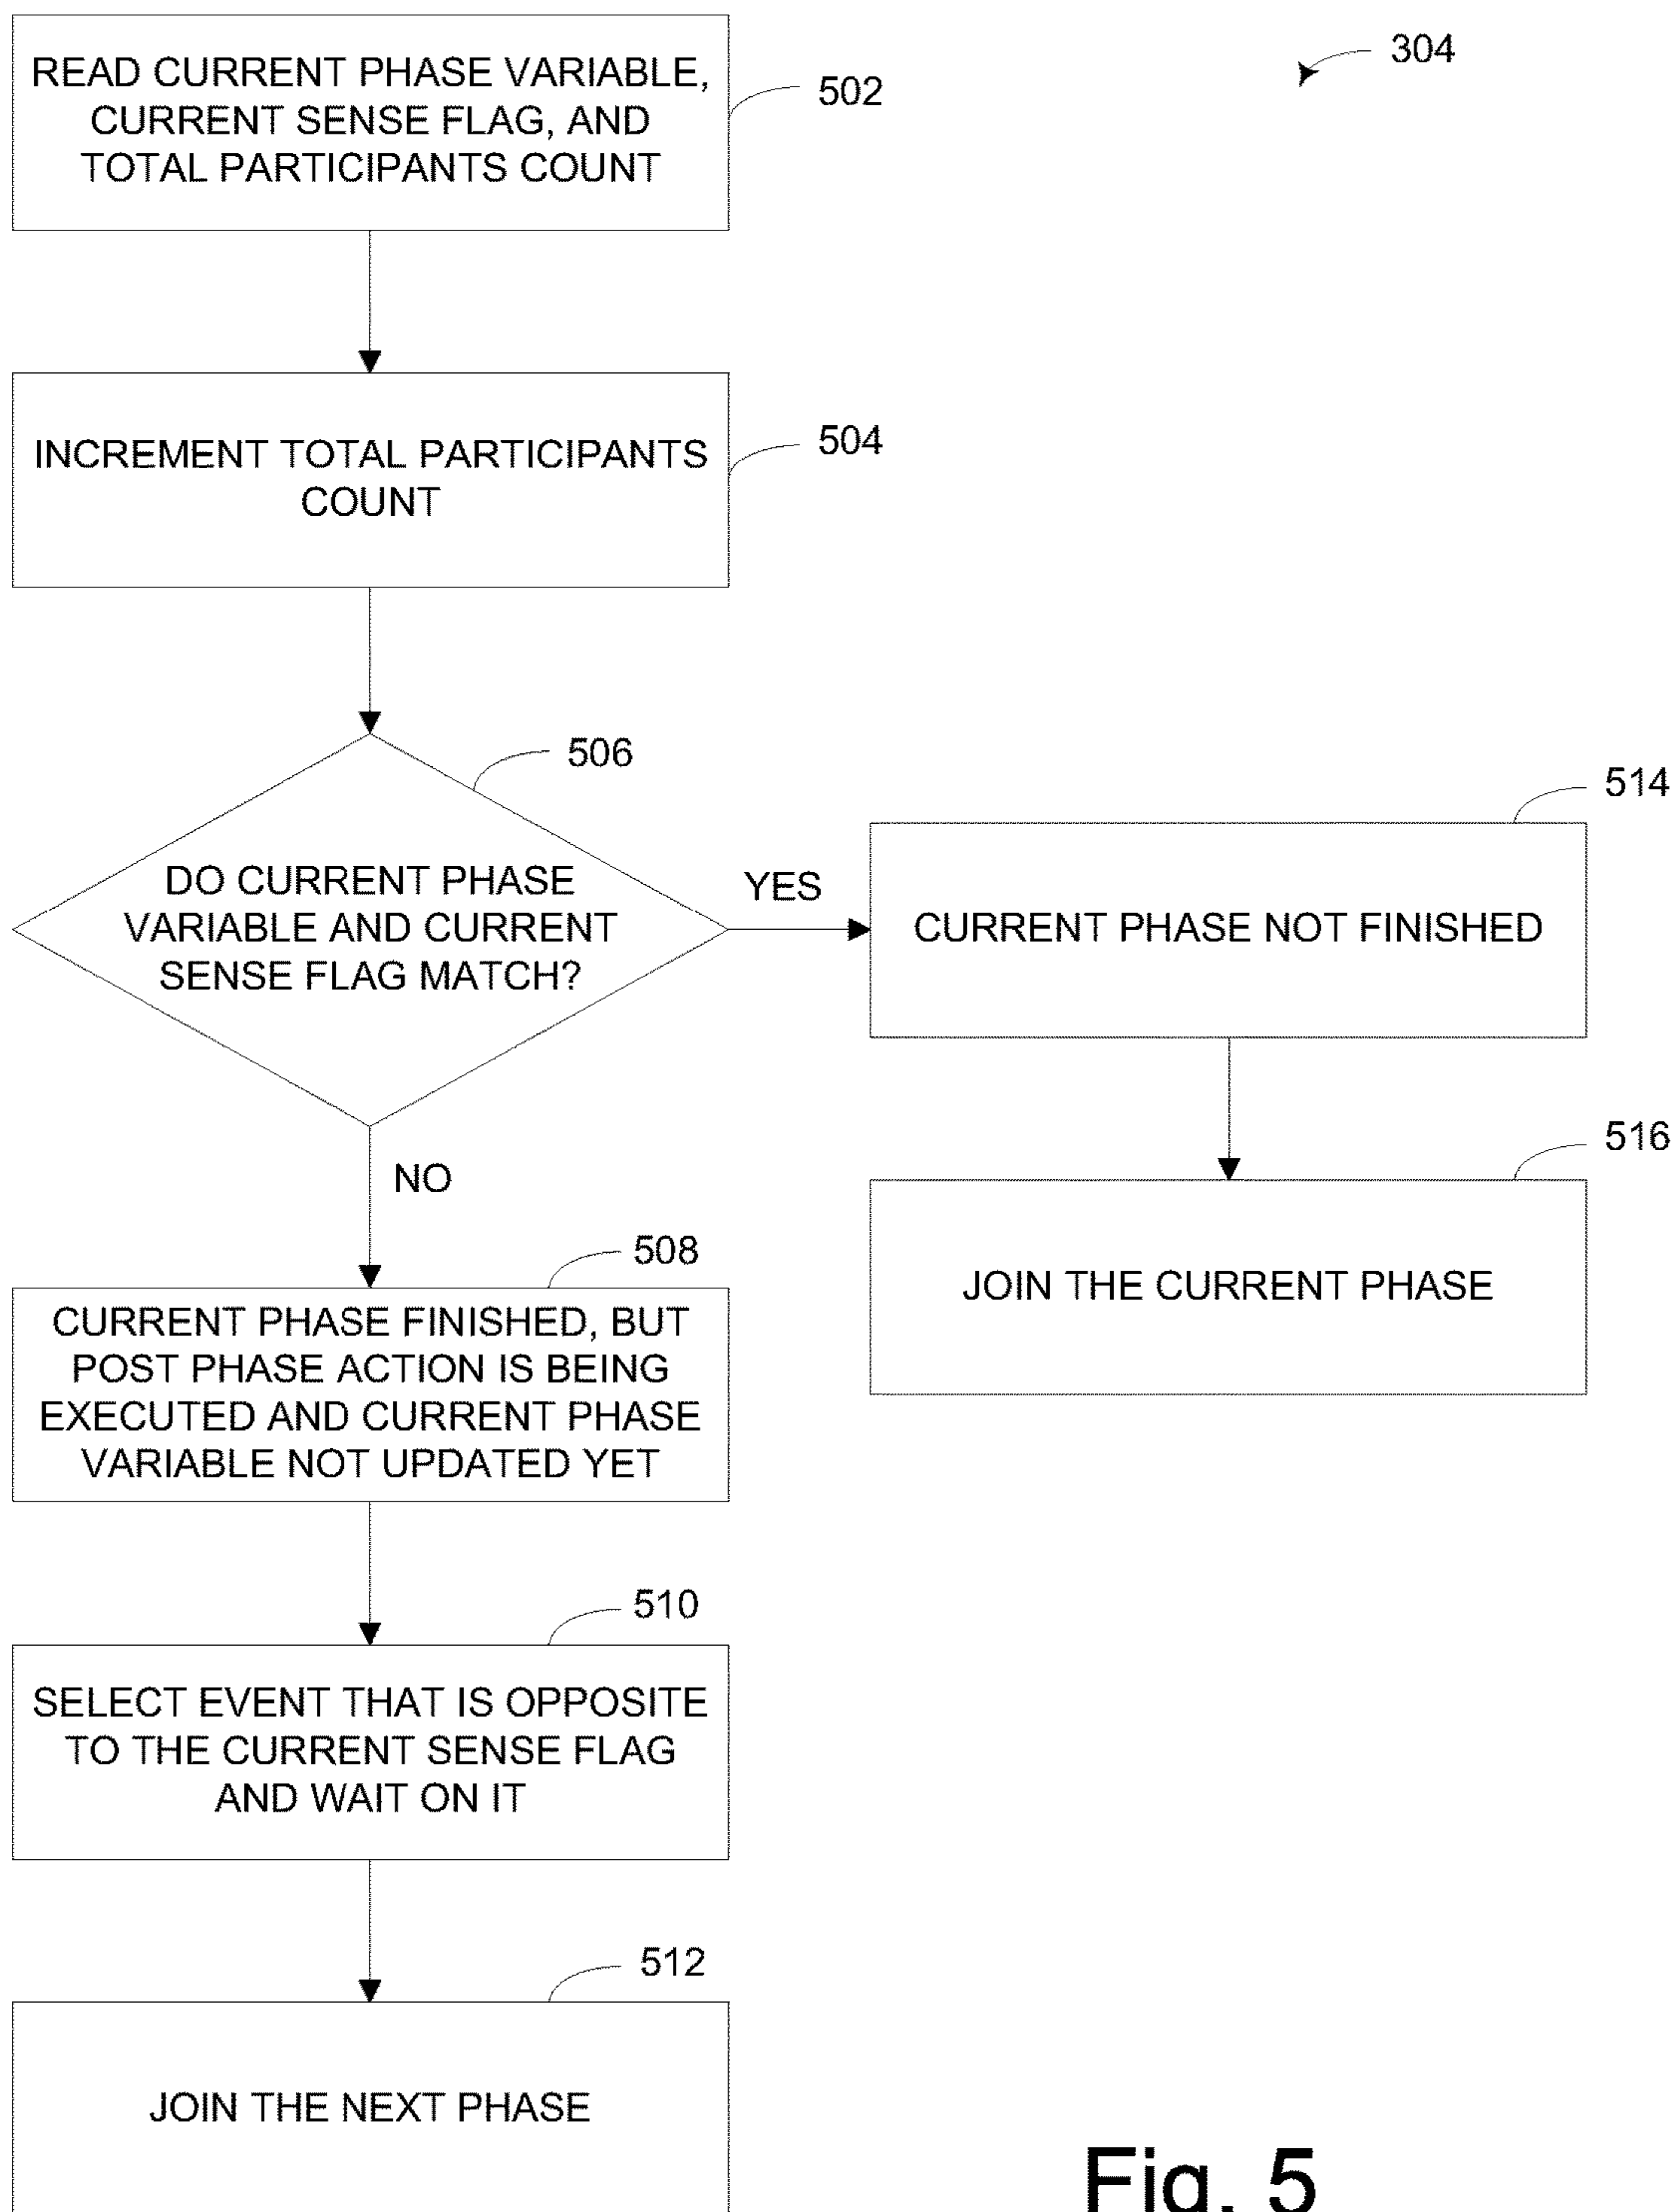 304
READ CURRENT PHASE VARIABLE,
CURRENT SENSE FLAG, AND
TOTAL PARTICIPANTS COUNT
502
INCREMENT TOTAL PARTICIPANTS
COUNT
504
506
DO CURRENT PHASE
VARIABLE AND CURRENT
SENSE FLAG MATCH?
YES
514
CURRENT PHASE NOT FINISHED
516
JOIN THE CURRENT PHASE
NO
508
CURRENT PHASE FINISHED, BUT
POST PHASE ACTION IS BEING
EXECUTED AND CURRENT PHASE
VARIABLE NOT UPDATED YET
510
SELECT EVENT THAT IS OPPOSITE
TO THE CURRENT SENSE FLAG
AND WAIT ON IT
512
JOIN THE NEXT PHASE
Fig. 5